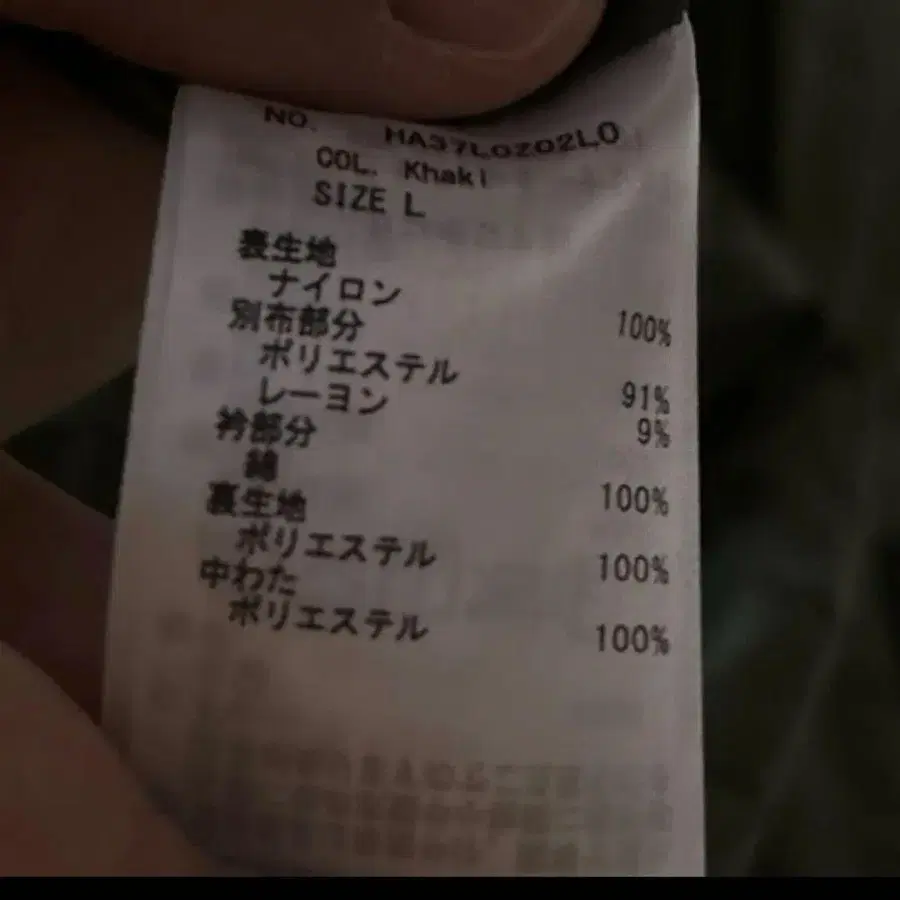 NO. HA37L0Z02L0
COL. Khaki
SIZE L
表生地
ナイロン 100%
別布部分
ポリエステル 91%
レーヨン 9%
衿部分
綿 100%
裏生地
ポリエステル 100%
中わた
ポリエステル 100%